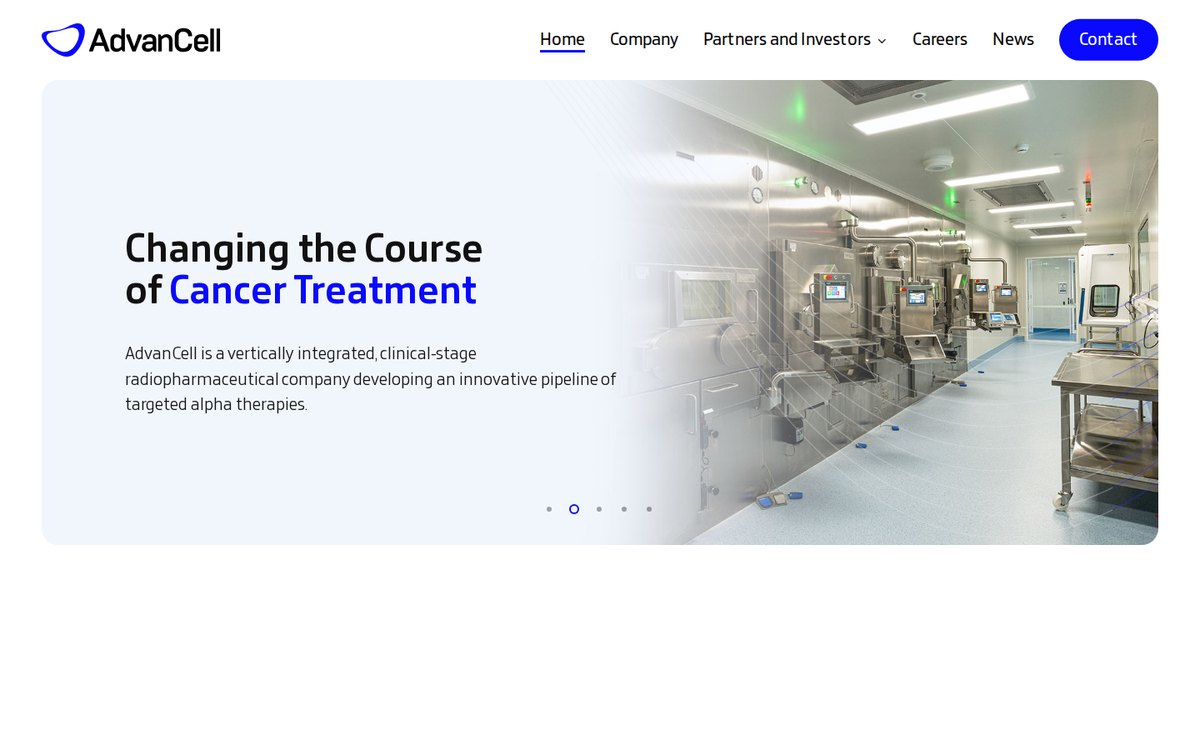 AdvanCell
Home
Company
Partners and Investors
Careers
News
Contact
Changing the Course
of Cancer Treatment
AdvanCell is a vertically integrated, clinical-stage
radiopharmaceutical company developing an innovative pipeline of
targeted alpha therapies.